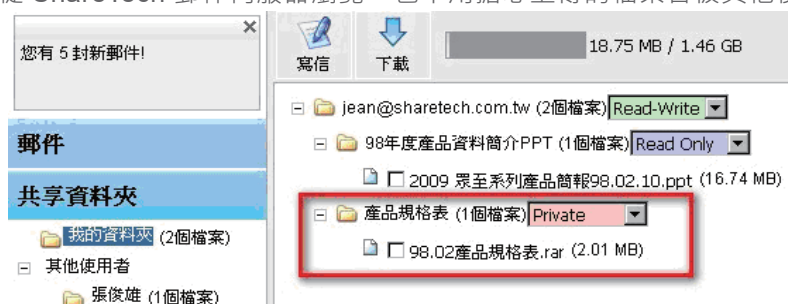 您有 5 封新郵件!
寫信
下載
18.75 MB / 1.46 GB
jean@sharetech.com.tw (2個檔案) Read-Write
98年度產品資料簡介PPT (1個檔案) Read Only
2009 眾至系列產品簡報98.02.10.ppt (16.74 MB)
產品規格表 (1個檔案) Private
98.02產品規格表.rar (2.01 MB)
郵件
共享資料夾
我的資料夾 (2個檔案)
其他使用者
張俊雄 (1個檔案)